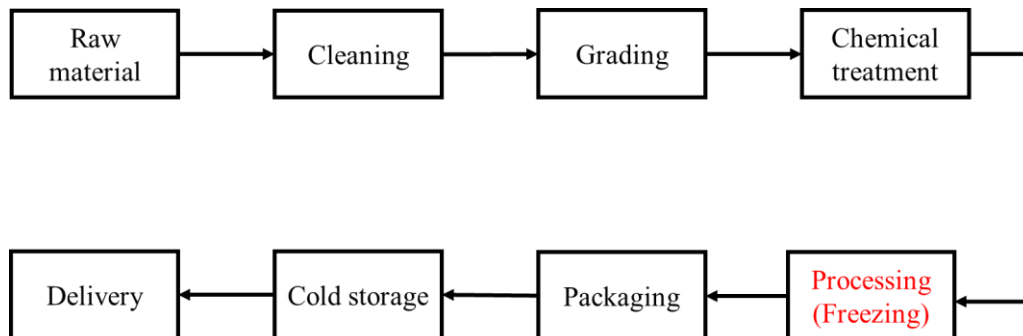 Raw
material
Cleaning
Grading
Chemical
treatment
Processing
(Freezing)
Packaging
Cold storage
Delivery